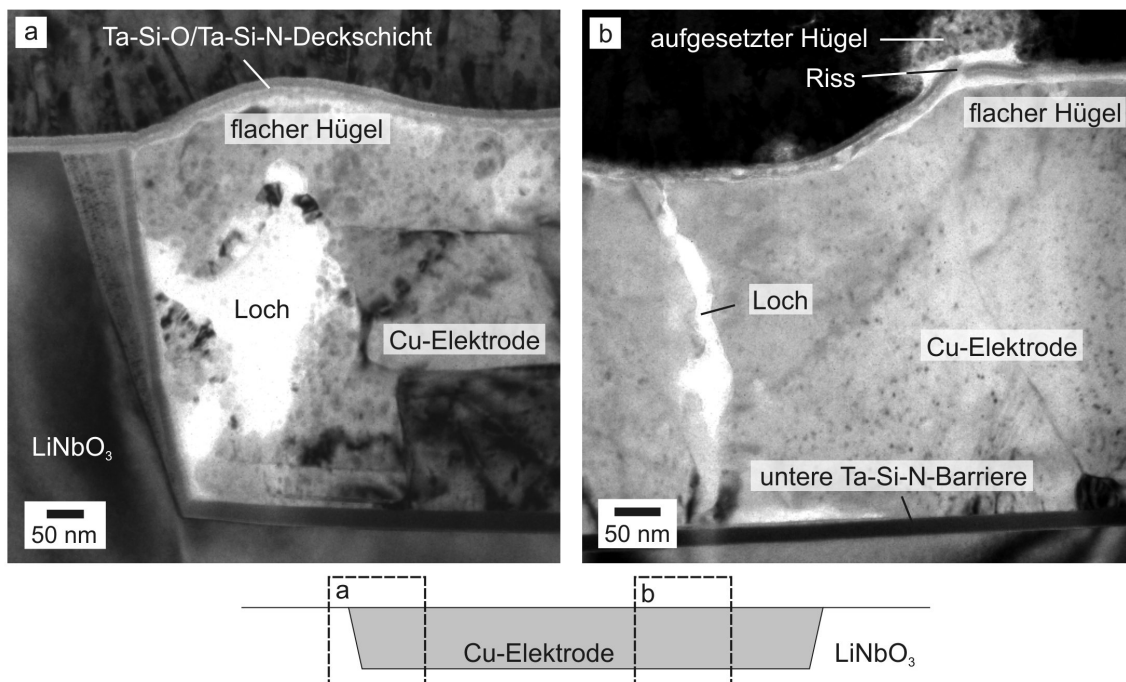 a
Ta-Si-O/Ta-Si-N-Deckschicht
flacher Hügel
Loch
Cu-Elektrode
LiNbO₃
50 nm
b
aufgesetzter Hügel
Riss
flacher Hügel
Loch
Cu-Elektrode
untere Ta-Si-N-Barriere
50 nm
a
b
Cu-Elektrode
LiNbO₃